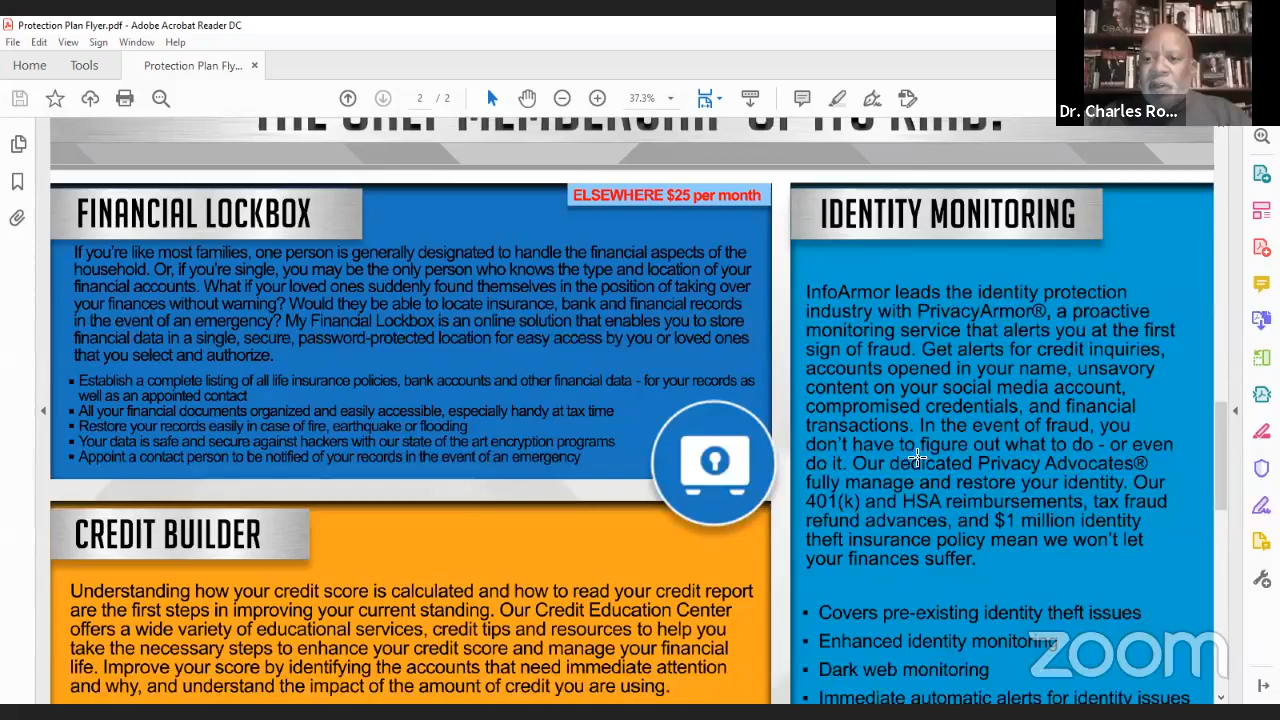 Protection Plan Flyer.pdf - Adobe Acrobat Reader DC
File Edit View Sign Window Help
Home Tools Protection Plan Fly... ×
2 / 2 37.3%
Dr. Charles Ro...
THE ONLY MEMBERSHIP OF ITS KIND.
FINANCIAL LOCKBOX
ELSEWHERE $25 per month
If you're like most families, one person is generally designated to handle the financial aspects of the
household. Or, if you're single, you may be the only person who knows the type and location of your
financial accounts. What if your loved ones suddenly found themselves in the position of taking over
your finances without warning? Would they be able to locate insurance, bank and financial records
in the event of an emergency? My Financial Lockbox is an online solution that enables you to store
financial data in a single, secure, password-protected location for easy access by you or loved ones
that you select and authorize.
▪ Establish a complete listing of all life insurance policies, bank accounts and other financial data - for your records as
well as an appointed contact
▪ All your financial documents organized and easily accessible, especially handy at tax time
▪ Restore your records easily in case of fire, earthquake or flooding
▪ Your data is safe and secure against hackers with our state of the art encryption programs
▪ Appoint a contact person to be notified of your records in the event of an emergency
CREDIT BUILDER
Understanding how your credit score is calculated and how to read your credit report
are the first steps in improving your current standing. Our Credit Education Center
offers a wide variety of educational services, credit tips and resources to help you
take the necessary steps to enhance your credit score and manage your financial
life. Improve your score by identifying the accounts that need immediate attention
and why, and understand the impact of the amount of credit you are using.
IDENTITY MONITORING
InfoArmor leads the identity protection
industry with PrivacyArmor®, a proactive
monitoring service that alerts you at the first
sign of fraud. Get alerts for credit inquiries,
accounts opened in your name, unsavory
content on your social media account,
compromised credentials, and financial
transactions. In the event of fraud, you
don't have to figure out what to do - or even
do it. Our dedicated Privacy Advocates®
fully manage and restore your identity. Our
401(k) and HSA reimbursements, tax fraud
refund advances, and $1 million identity
theft insurance policy mean we won't let
your finances suffer.
▪ Covers pre-existing identity theft issues
▪ Enhanced identity monitoring
▪ Dark web monitoring
▪ Immediate automatic alerts for identity issues
zoom